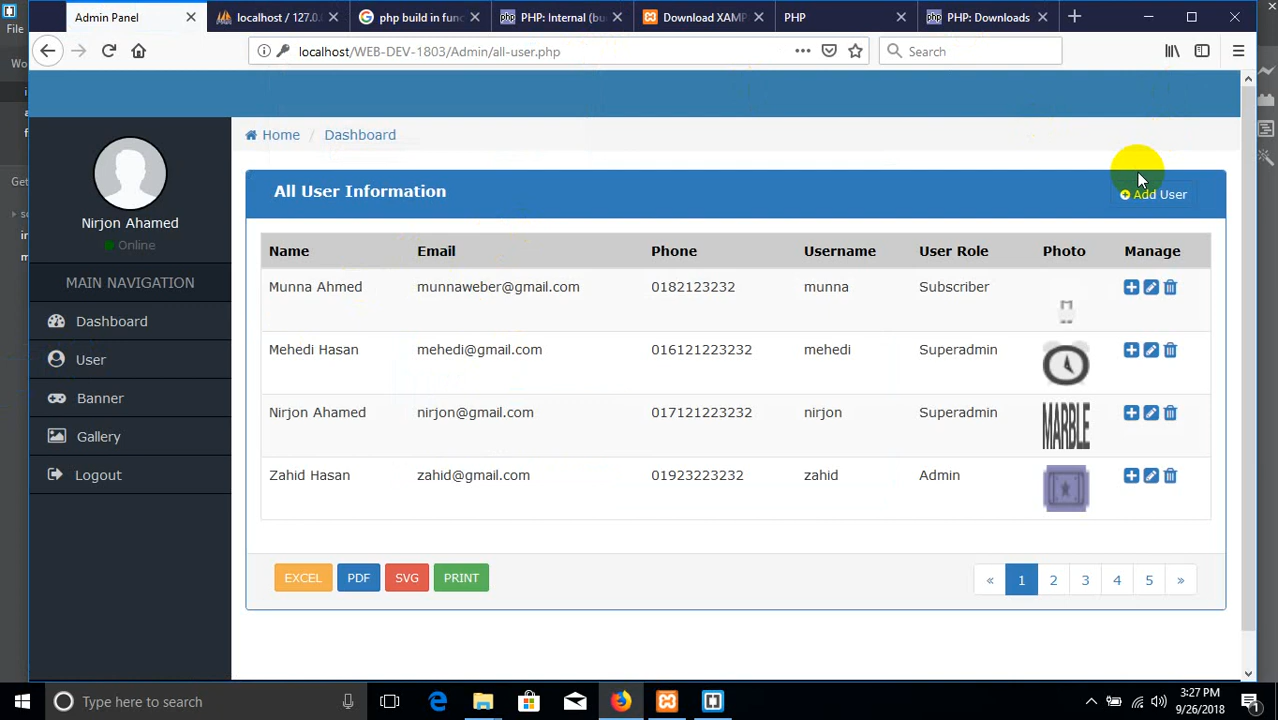 Admin Panel
localhost / 127.0.
php build in fun
PHP: Internal (bu
Download XAMP
PHP
PHP: Downloads
File
localhost/WEB-DEV-1803/Admin/all-user.php
Search
Wo
Get
Home / Dashboard
Nirjon Ahamed
Online
MAIN NAVIGATION
Dashboard
User
Banner
Gallery
Logout
All User Information
Add User
Name Email Phone Username User Role Photo Manage
Munna Ahmed munnaweber@gmail.com 0182123232 munna Subscriber
Mehedi Hasan mehedi@gmail.com 016121223232 mehedi Superadmin
Nirjon Ahamed nirjon@gmail.com 017121223232 nirjon Superadmin MARBLE
Zahid Hasan zahid@gmail.com 01923223232 zahid Admin
EXCEL PDF SVG PRINT
« 1 2 3 4 5 »
Type here to search
3:27 PM
9/26/2018